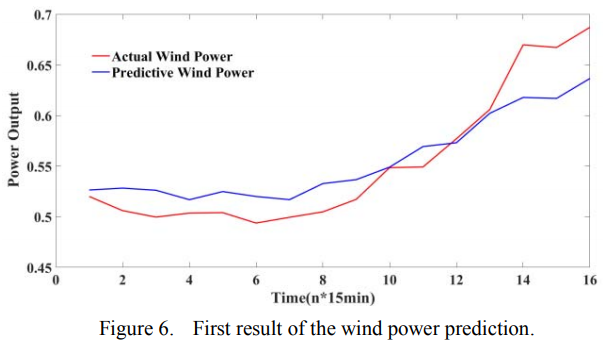 0.7
Actual Wind Power
Predictive Wind Power
0.65
0.6
0.55
0.5
0.45
Power Output
0 2 4 6 8 10 12 14 16
Time(n*15min)
Figure 6. First result of the wind power prediction.